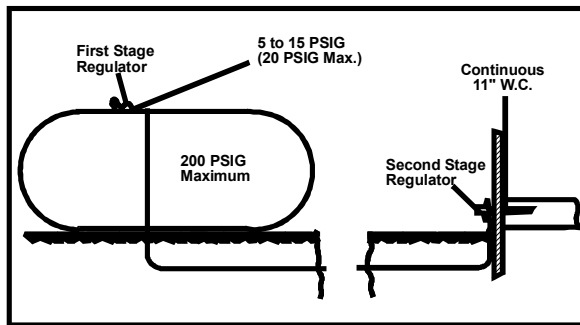 First Stage
Regulator
5 to 15 PSIG
(20 PSIG Max.)
Continuous
11" W.C.
200 PSIG
Maximum
Second Stage
Regulator